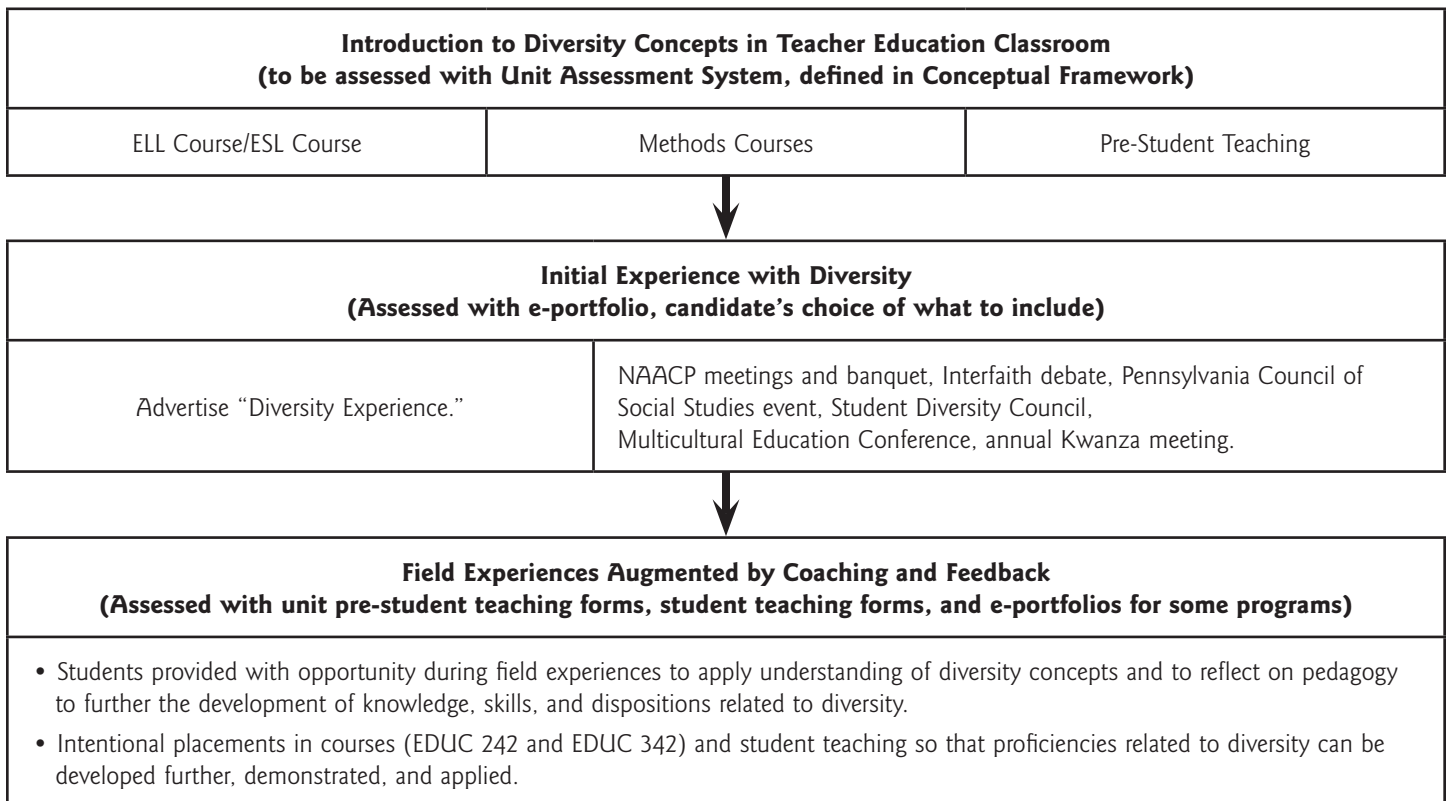 Introduction to Diversity Concepts in Teacher Education Classroom
(to be assessed with Unit Assessment System, defined in Conceptual Framework)
ELL Course/ESL Course
Methods Courses
Pre-Student Teaching
Initial Experience with Diversity
(Assessed with e-portfolio, candidate’s choice of what to include)
Advertise “Diversity Experience.”
NAACP meetings and banquet, Interfaith debate, Pennsylvania Council of
Social Studies event, Student Diversity Council,
Multicultural Education Conference, annual Kwanza meeting.
Field Experiences Augmented by Coaching and Feedback
(Assessed with unit pre-student teaching forms, student teaching forms, and e-portfolios for some programs)
• Students provided with opportunity during field experiences to apply understanding of diversity concepts and to reflect on pedagogy
to further the development of knowledge, skills, and dispositions related to diversity.
• Intentional placements in courses (EDUC 242 and EDUC 342) and student teaching so that proficiencies related to diversity can be
developed further, demonstrated, and applied.